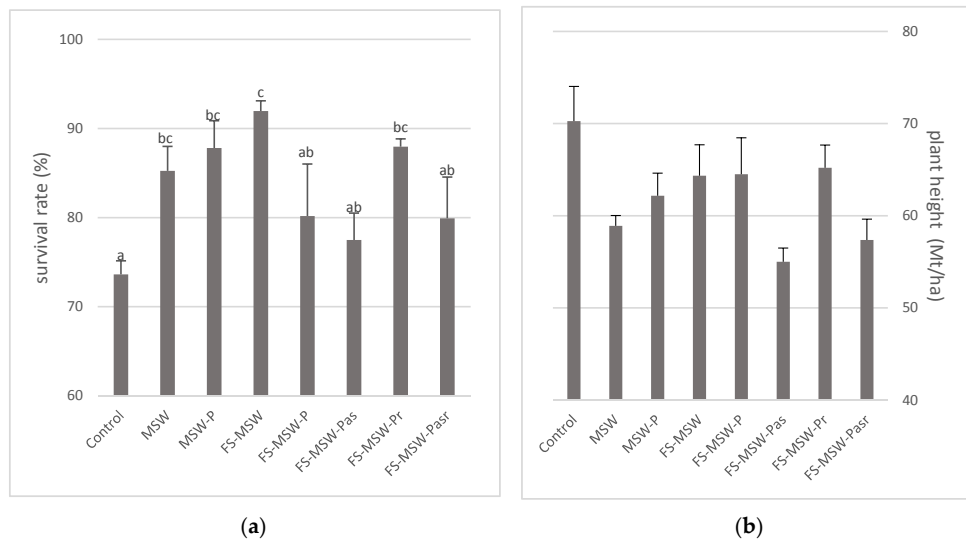 100
90
80
70
60
survival rate (%)
a
bc
bc
c
ab
ab
bc
ab
Control
MSW
MSW-P
FS-MSW
FS-MSW-P
FS-MSW-Pas
FS-MSW-Pr
FS-MSW-Pasr
(a)
80
70
60
50
40
plant height (Mt/ha)
Control
MSW
MSW-P
FS-MSW
FS-MSW-P
FS-MSW-Pas
FS-MSW-Pr
FS-MSW-Pasr
(b)